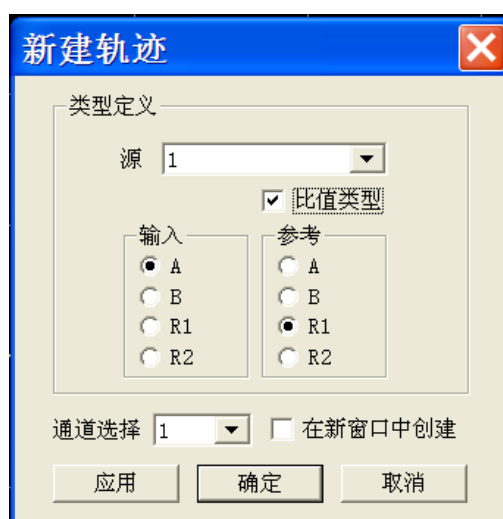 新建轨迹
类型定义
源 1
比值类型
输入 参考
A A
B B
R1 R1
R2 R2
通道选择 1 在新窗口中创建
应用 确定 取消